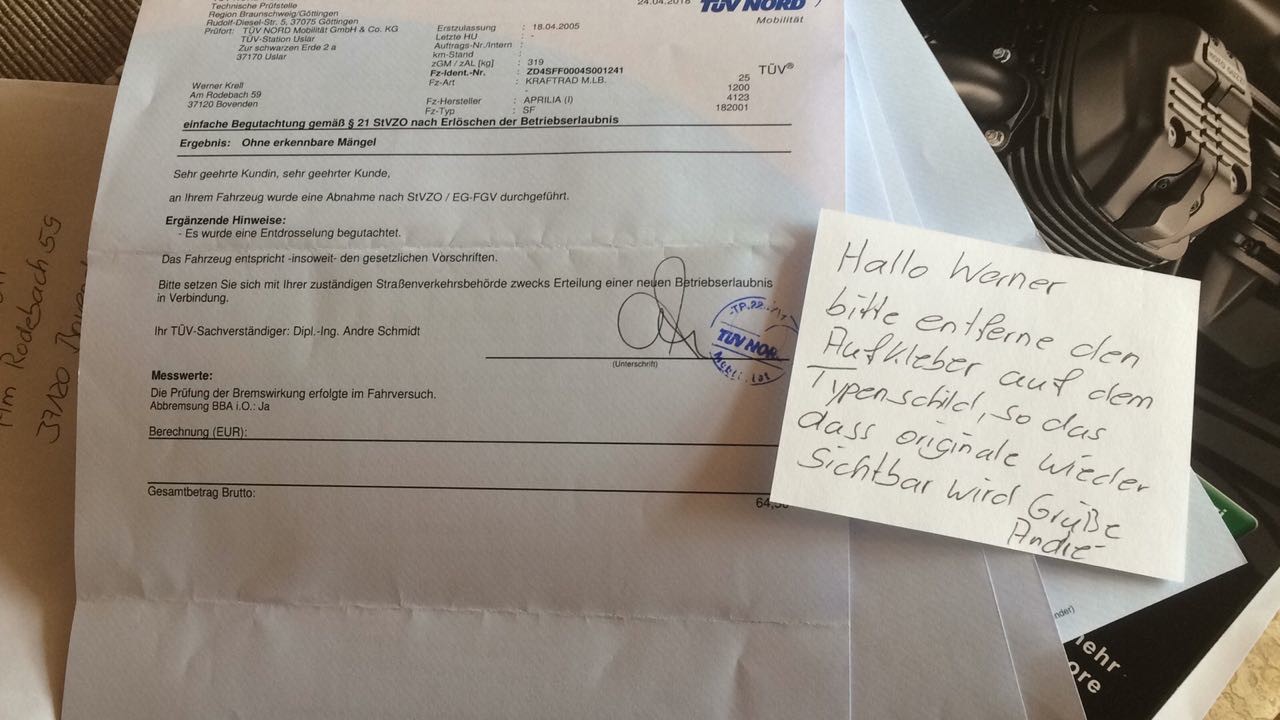 Technische Prüfstelle
Region Braunschweig/Göttingen
Rudolf-Diesel-Str. 5, 37075 Göttingen
Prüfort: TÜV NORD Mobilität GmbH & Co. KG
TÜV-Station Uslar
Zur schwarzen Erde 2 a
37170 Uslar
Werner Krell
Am Rodebach 59
37120 Bovenden
24.04.2018
TÜV NORD
Mobilität
Erstzulassung : 18.04.2005
Letzte HU : -
Auftrags-Nr./Intern :
km-Stand :
zGM / zAL [kg] : 319
Fz-Ident.-Nr. : ZD4SFF0004S001241
Fz-Art : KRAFTRAD M.LB.
-
Fz-Hersteller : APRILIA (I)
Fz-Typ : SF
TÜV®
25
1200
4123
182001
einfache Begutachtung gemäß § 21 StVZO nach Erlöschen der Betriebserlaubnis
Ergebnis: Ohne erkennbare Mängel
Sehr geehrte Kundin, sehr geehrter Kunde,
an Ihrem Fahrzeug wurde eine Abnahme nach StVZO / EG-FGV durchgeführt.
Ergänzende Hinweise:
- Es wurde eine Entdrosselung begutachtet.
Das Fahrzeug entspricht -insoweit- den gesetzlichen Vorschriften.
Bitte setzen Sie sich mit Ihrer zuständigen Straßenverkehrsbehörde zwecks Erteilung einer neuen Betriebserlaubnis
in Verbindung.
Ihr TÜV-Sachverständiger: Dipl.-Ing. Andre Schmidt
(Unterschrift)
TÜV NOR
Messwerte:
Die Prüfung der Bremswirkung erfolgte im Fahrversuch.
Abbremsung BBA i.O.: Ja
Berechnung (EUR):
Gesamtbetrag Brutto:
64,
Hallo Werner
bitte entferne den
Aufkleber auf dem
Typenschild, so das
dass originale wieder
Sichtbar wird Grüße
André
Rodebach 59
37120
nder)
mehr
ore